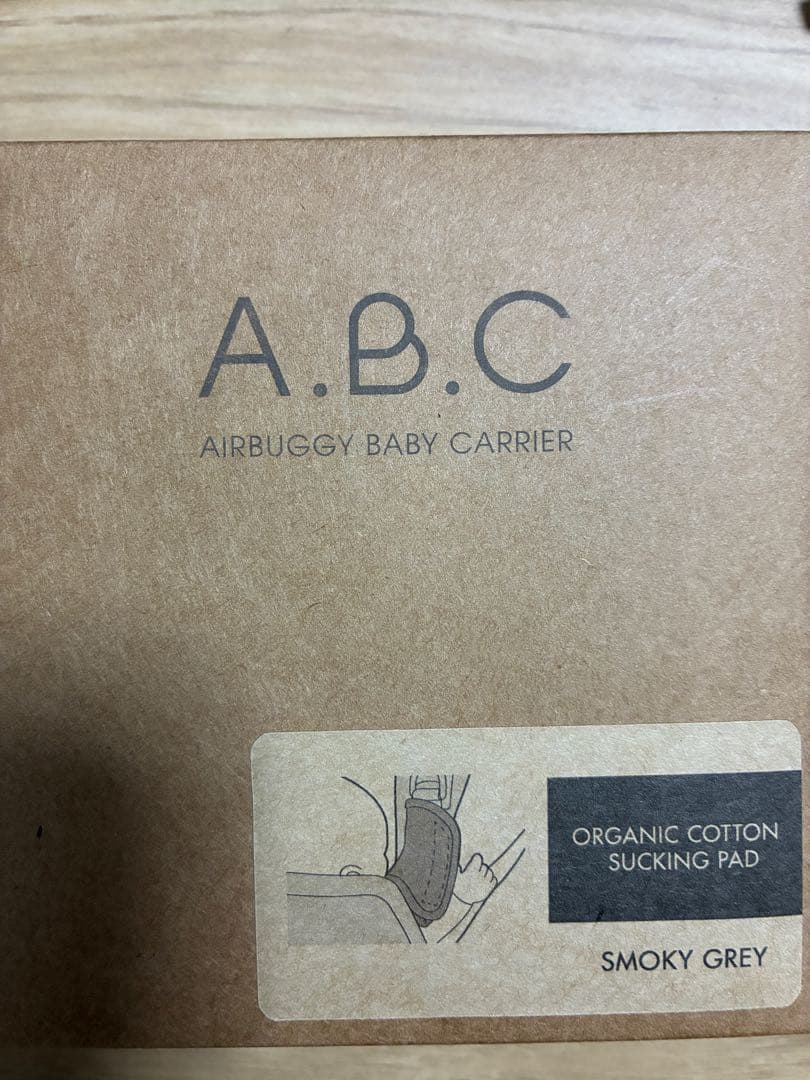 A.B.C
AIRBUGGY BABY CARRIER
ORGANIC COTTON
SUCKING PAD
SMOKY GREY